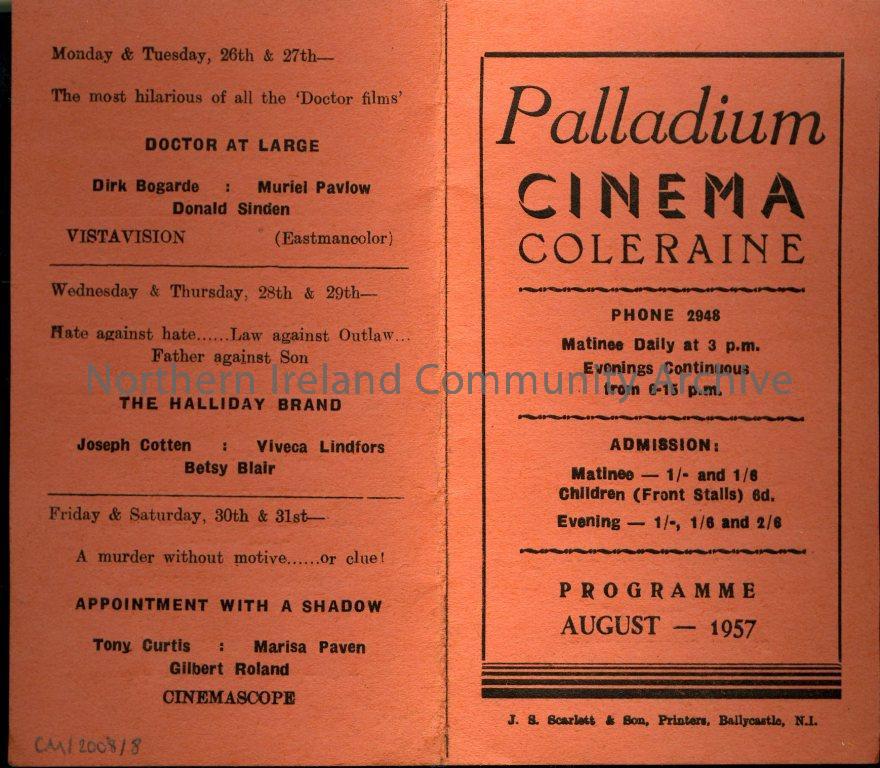 Monday & Tuesday, 26th & 27th—
The most hilarious of all the 'Doctor films'
DOCTOR AT LARGE
Dirk Bogarde : Muriel Pavlow
Donald Sinden
VISTAVISION (Eastmancolor)
Wednesday & Thursday, 28th & 29th—
Hate against hate......Law against Outlaw...
Father against Son
THE HALLIDAY BRAND
Joseph Cotten : Viveca Lindfors
Betsy Blair
Friday & Saturday, 30th & 31st—
A murder without motive......or clue!
APPOINTMENT WITH A SHADOW
Tony Curtis : Marisa Paven
Gilbert Roland
CINEMASCOPE
CM/2008/8
Palladium
CINEMA
COLERAINE
PHONE 2948
Matinee Daily at 3 p.m.
Evenings Continuous
from 6-15 p.m.
ADMISSION:
Matinee — 1/- and 1/6
Children (Front Stalls) 6d.
Evening — 1/-, 1/6 and 2/6
PROGRAMME
AUGUST — 1957
J. S. Scarlett & Son, Printers, Ballycastle, N.I.
Northern Ireland Community Archive